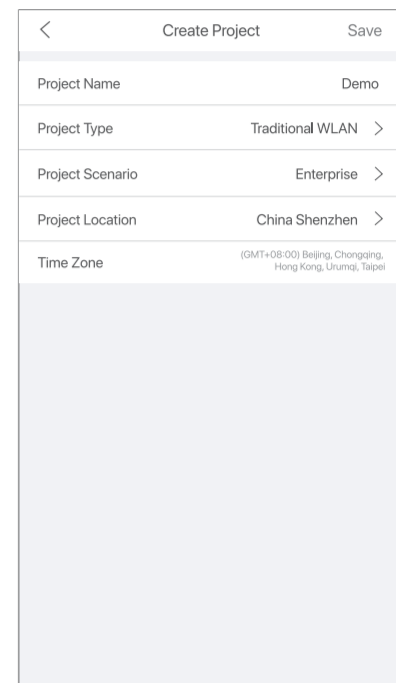 Create Project Save
Project Name Demo
Project Type Traditional WLAN
Project Scenario Enterprise
Project Location China Shenzhen
Time Zone (GMT+08:00) Beijing, Chongqing,
Hong Kong, Urumqi, Taipei